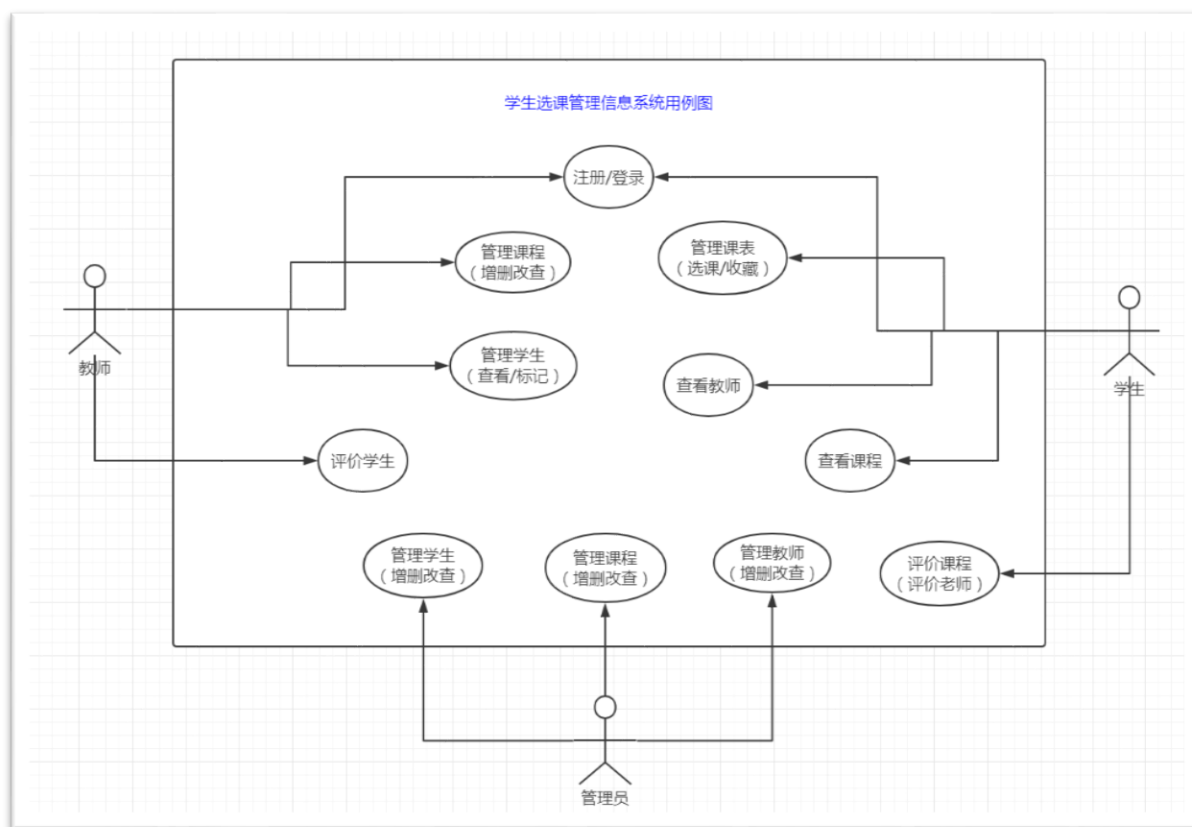 学生选课管理信息系统用例图
注册/登录
管理课程
（增删改查）
管理课表
（选课/收藏）
管理学生
（查看/标记）
查看教师
教师
学生
评价学生
查看课程
管理学生
（增删改查）
管理课程
（增删改查）
管理教师
（增删改查）
评价课程
（评价老师）
管理员